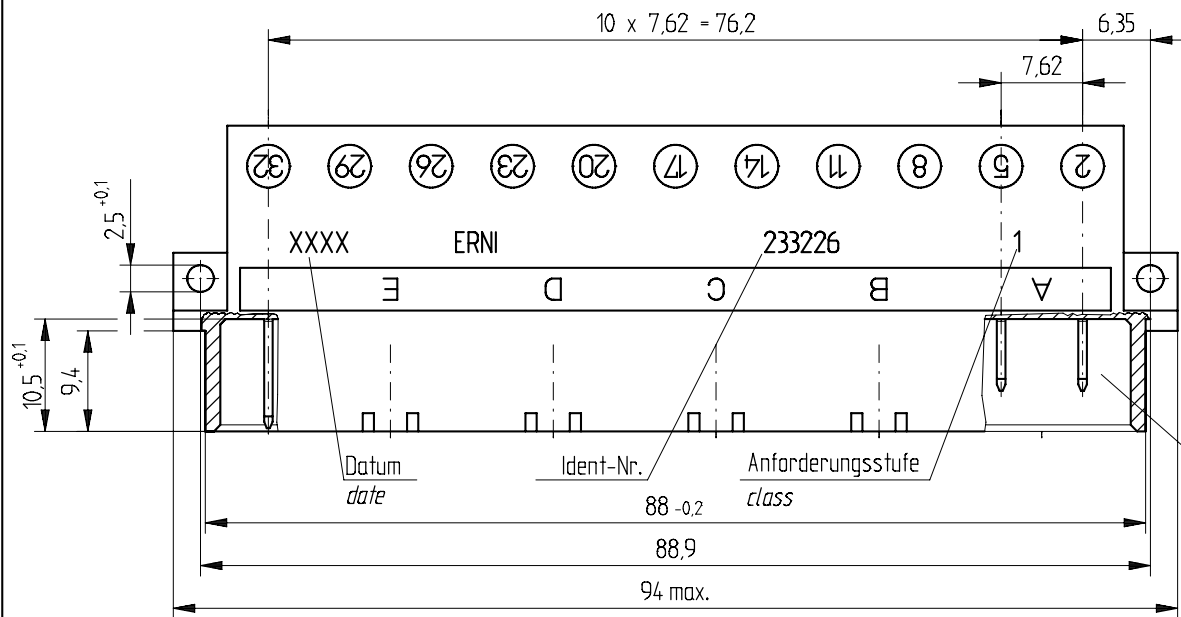 10 x 7,62 = 76,2
6,35
7,62
32 29 26 23 20 17 14 11 8 5 2
2,5 +0,1
XXXX ERNI 233226 1
E D C B A
10,5 +0,1
9,4
Datum Ident-Nr. Anforderungsstufe
date class
88 -0,2
88,9
94 max.